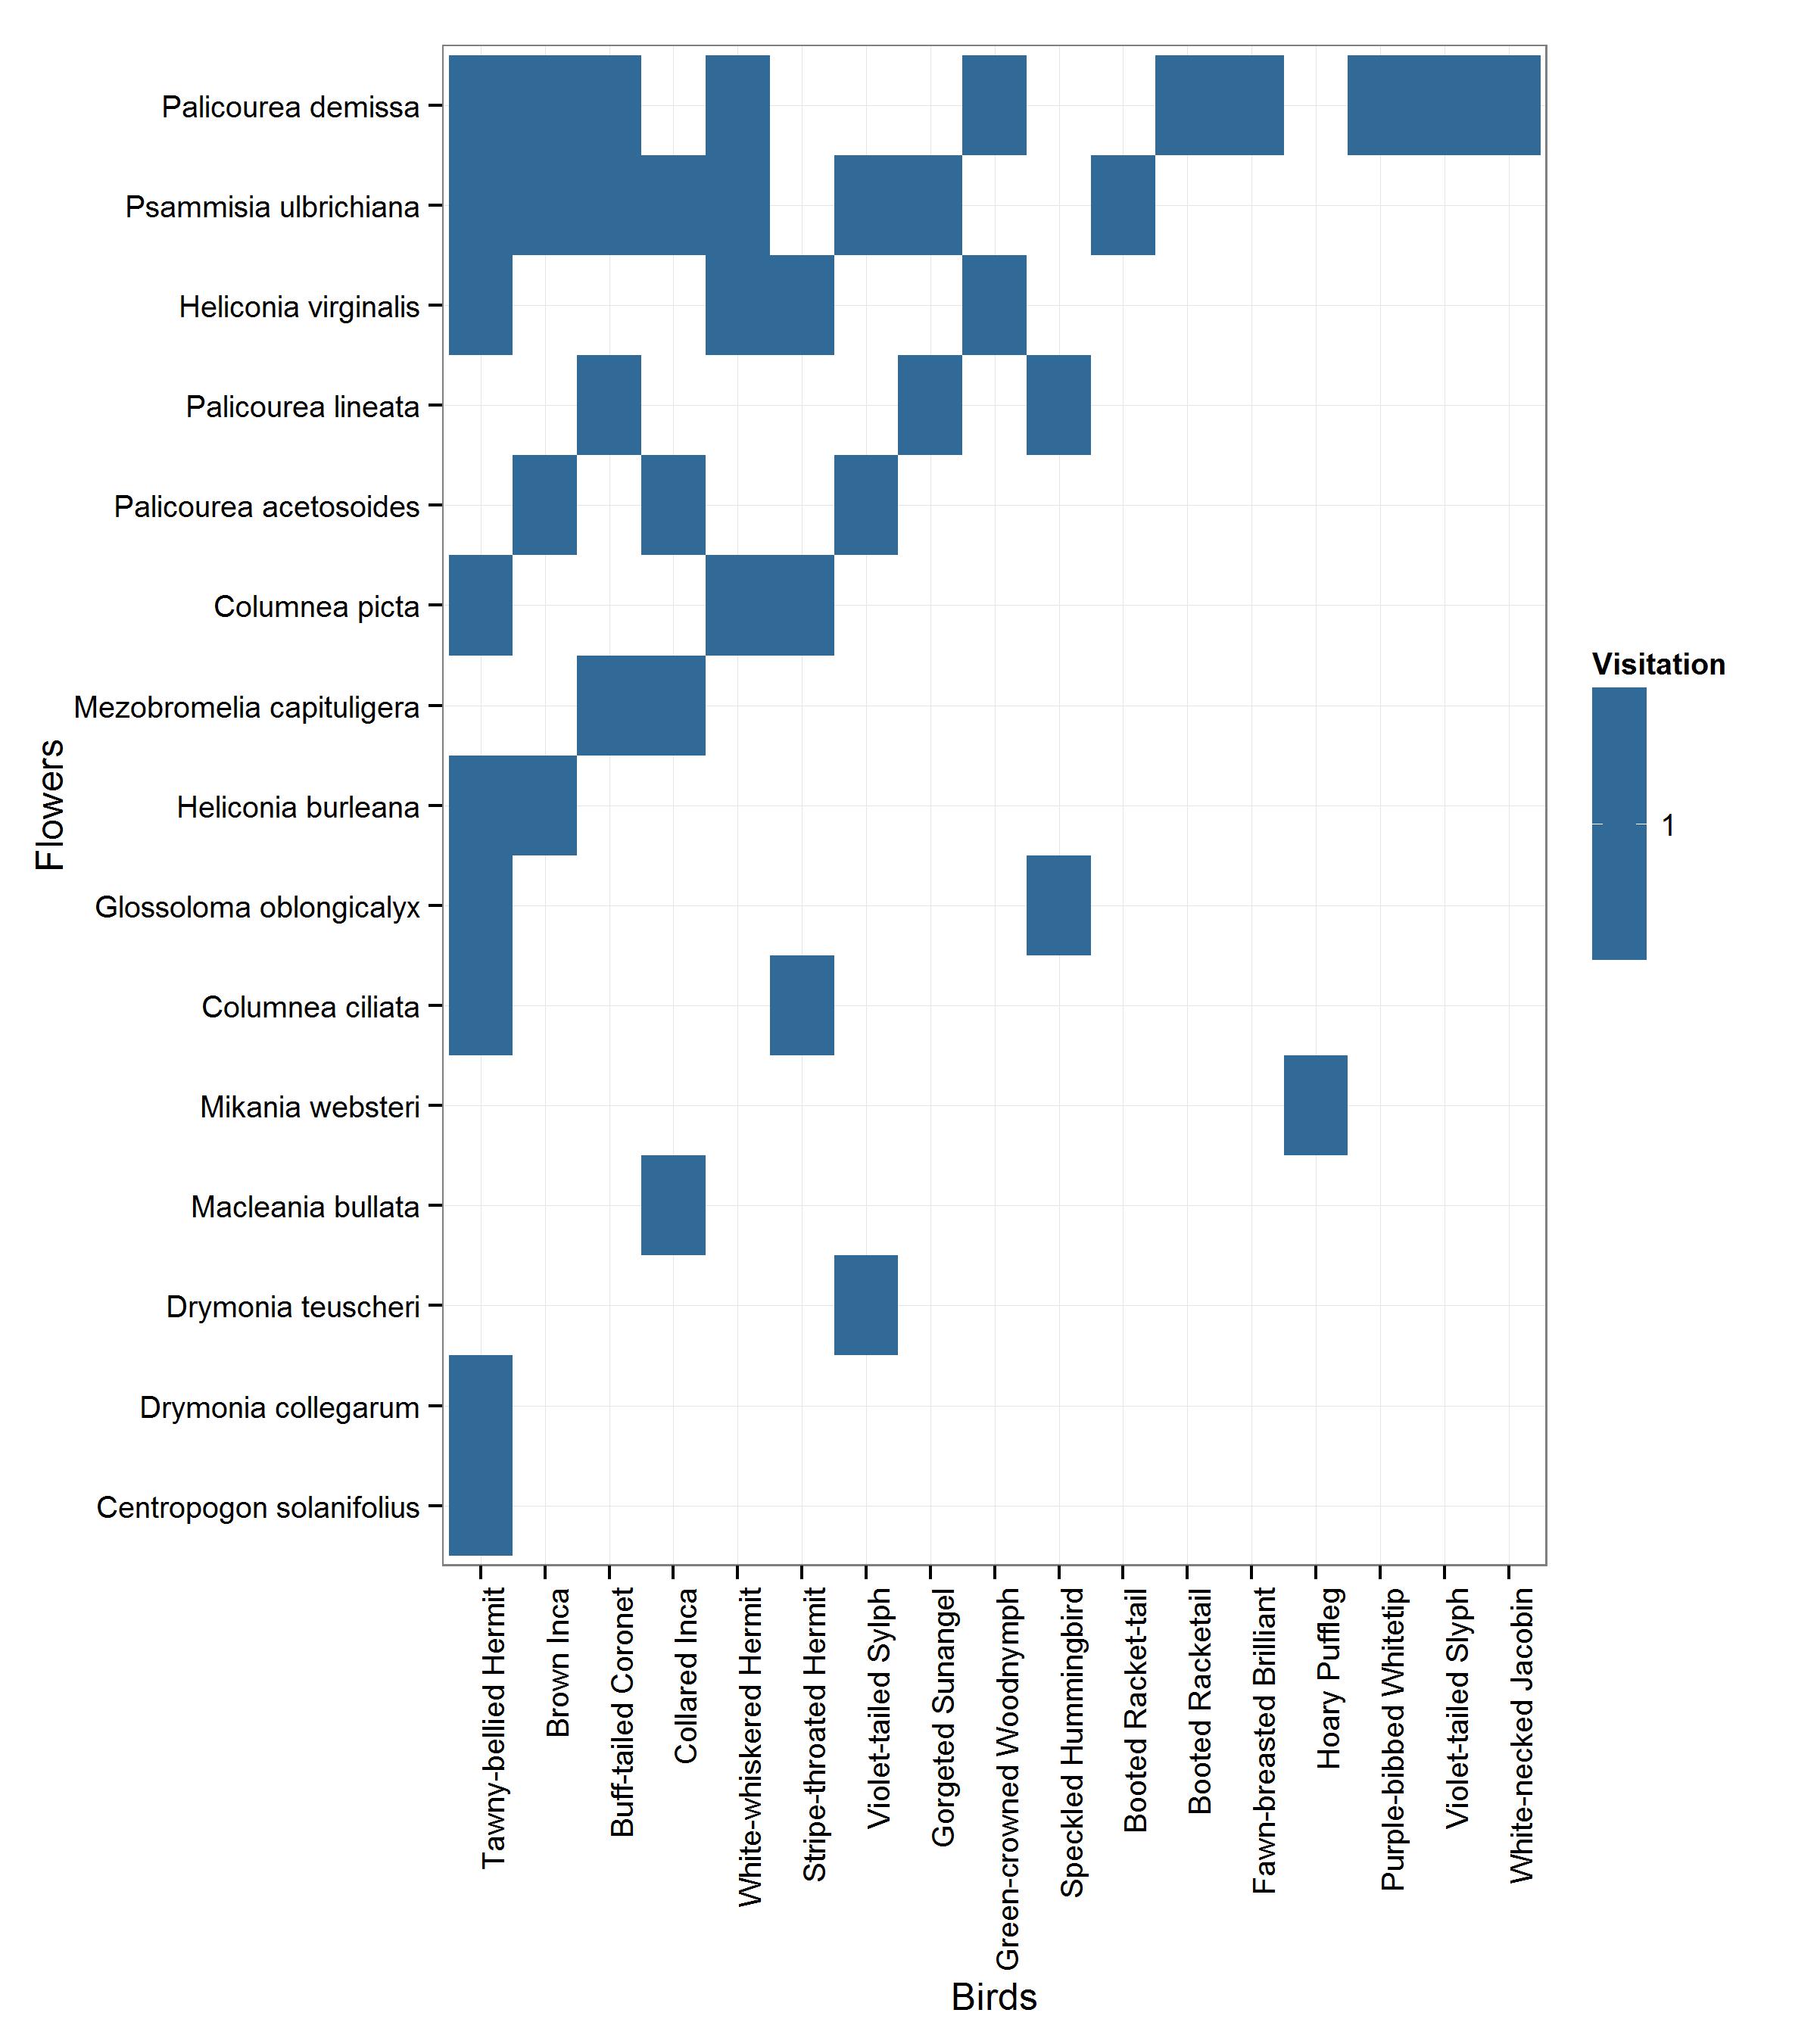 Palicourea demissa
Psammisia ulbrichiana
Heliconia virginalis
Palicourea lineata
Palicourea acetosoides
Columnea picta
Mezobromelia capituligera
Heliconia burleana
Glossoloma oblongicalyx
Columnea ciliata
Mikania websteri
Macleania bullata
Drymonia teuscheri
Drymonia collegarum
Centropogon solanifolius
Flowers
Visitation
1
Tawny-bellied Hermit
Brown Inca
Buff-tailed Coronet
Collared Inca
White-whiskered Hermit
Stripe-throated Hermit
Violet-tailed Sylph
Gorgeted Sunangel
Green-crowned Woodnymph
Speckled Hummingbird
Booted Racket-tail
Booted Racketail
Fawn-breasted Brilliant
Hoary Puffleg
Purple-bibbed Whitetip
Violet-tailed Slyph
White-necked Jacobin
Birds